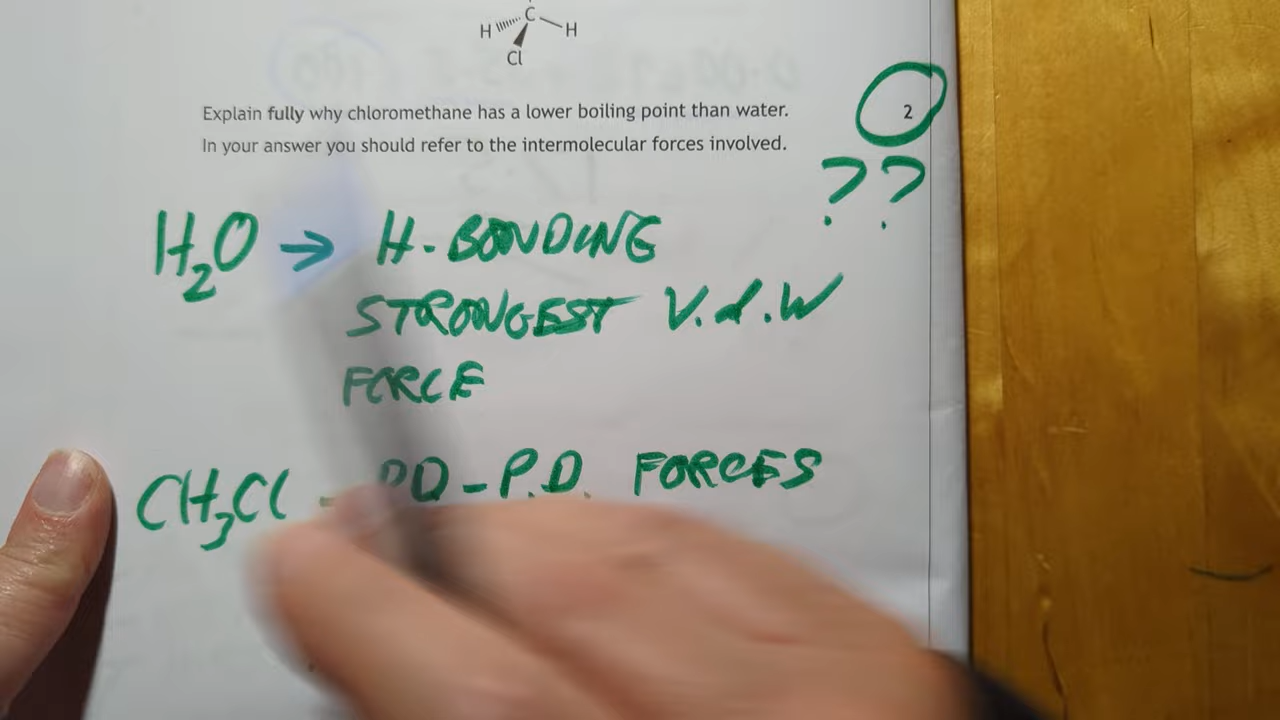 C
H H
Cl
Explain fully why chloromethane has a lower boiling point than water. 2
In your answer you should refer to the intermolecular forces involved.
??
H₂O → H-BONDING
STRONGEST V.d.W
FORCE
CH₃Cl - PD-P.D. FORCES